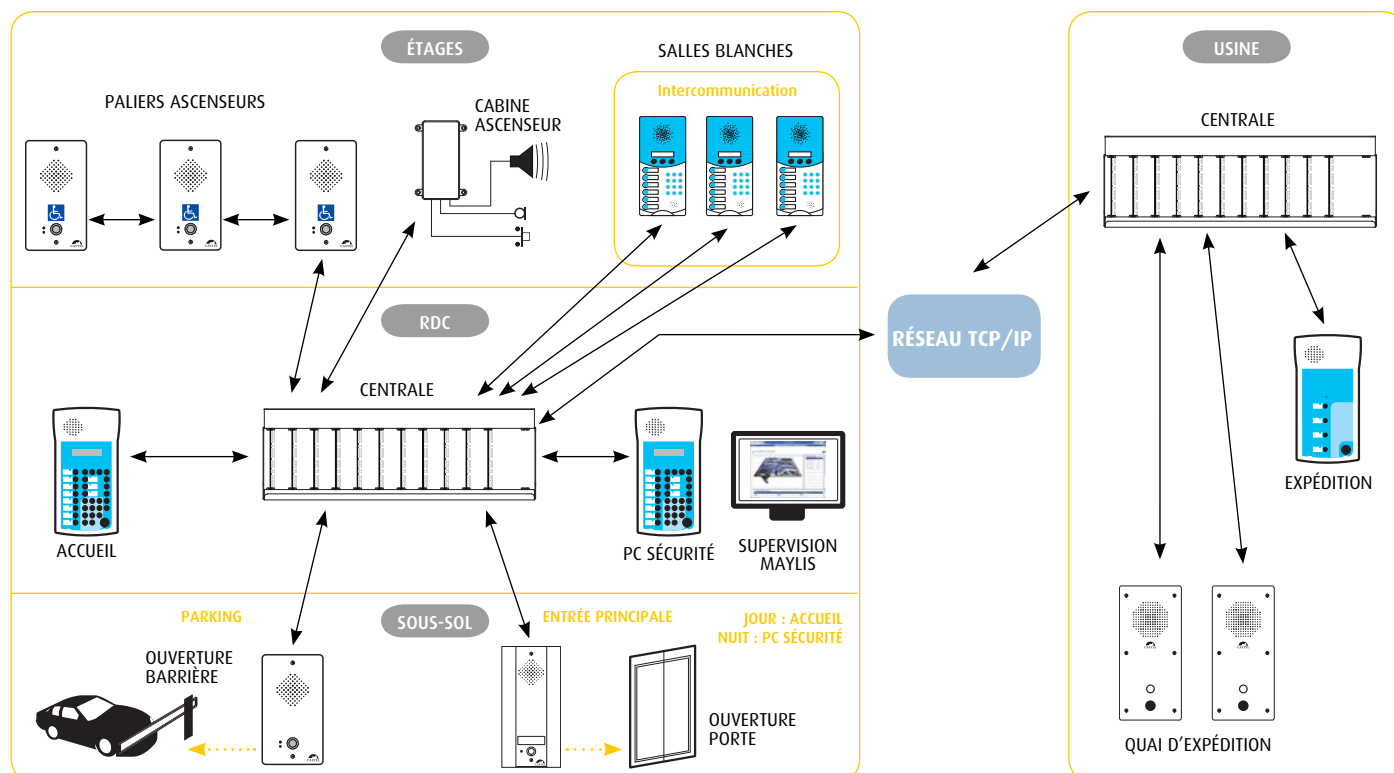 ÉTAGES
SALLES BLANCHES
Intercommunication
PALIERS ASCENSEURS
CABINE
ASCENSEUR
USINE
CENTRALE
RDC
CENTRALE
RÉSEAU TCP/IP
ACCUEIL
PC SÉCURITÉ
SUPERVISION
MAYLIS
EXPÉDITION
SOUS-SOL
PARKING
OUVERTURE
BARRIÈRE
ENTRÉE PRINCIPALE
JOUR : ACCUEIL
NUIT : PC SÉCURITÉ
OUVERTURE
PORTE
QUAI D'EXPÉDITION